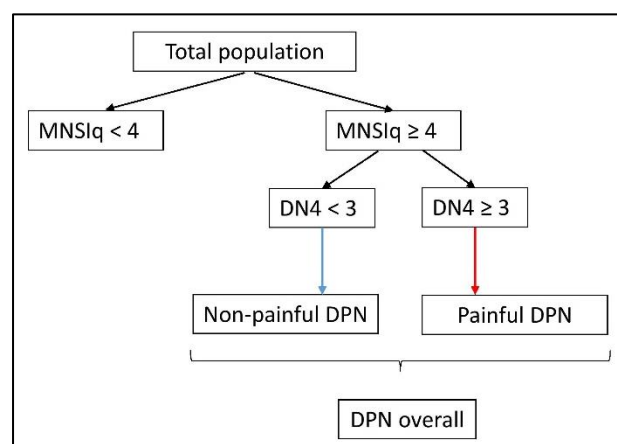 Total population
MNSIq < 4
MNSIq ≥ 4
DN4 < 3
DN4 ≥ 3
Non-painful DPN
Painful DPN
DPN overall